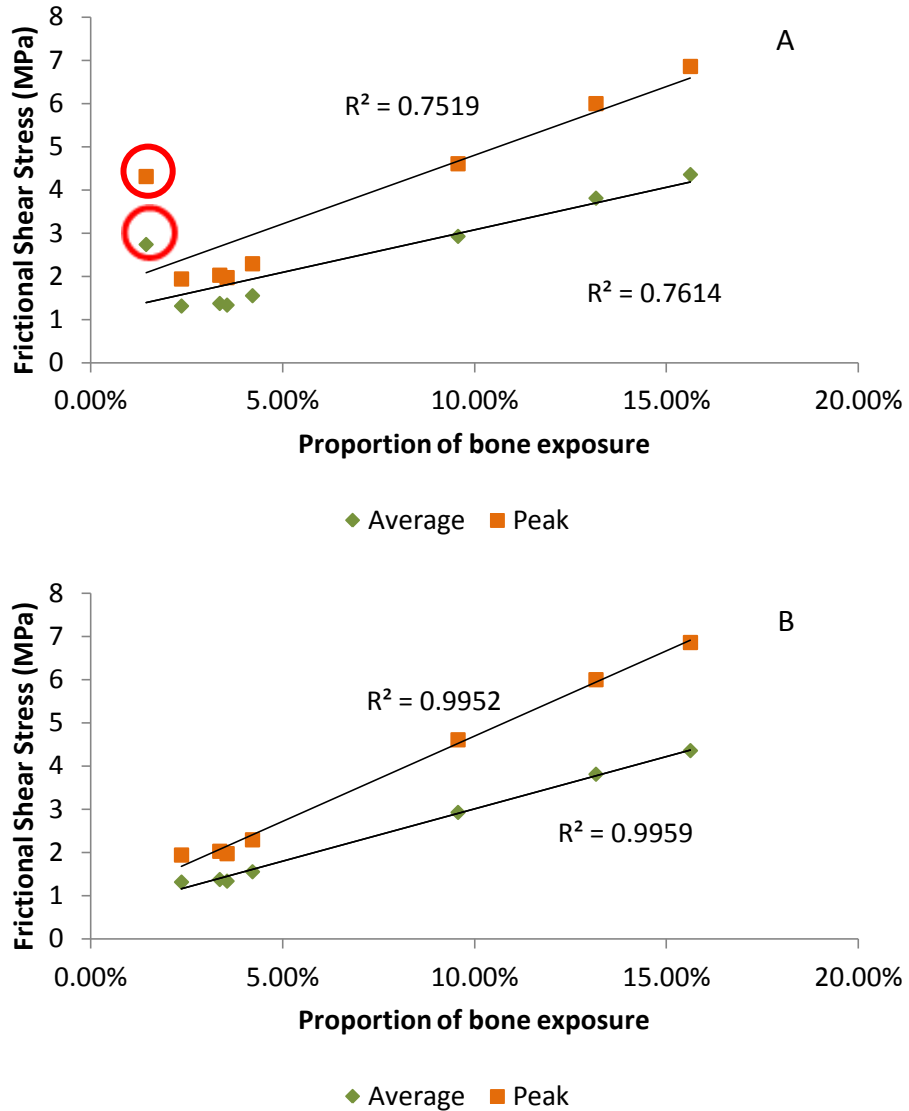 A
Frictional Shear Stress (MPa)
8
7
6
5
4
3
2
1
0
R² = 0.7519
R² = 0.7614
0.00% 5.00% 10.00% 15.00% 20.00%
Proportion of bone exposure
Average Peak
B
Frictional Shear Stress (MPa)
8
7
6
5
4
3
2
1
0
R² = 0.9952
R² = 0.9959
0.00% 5.00% 10.00% 15.00% 20.00%
Proportion of bone exposure
Average Peak